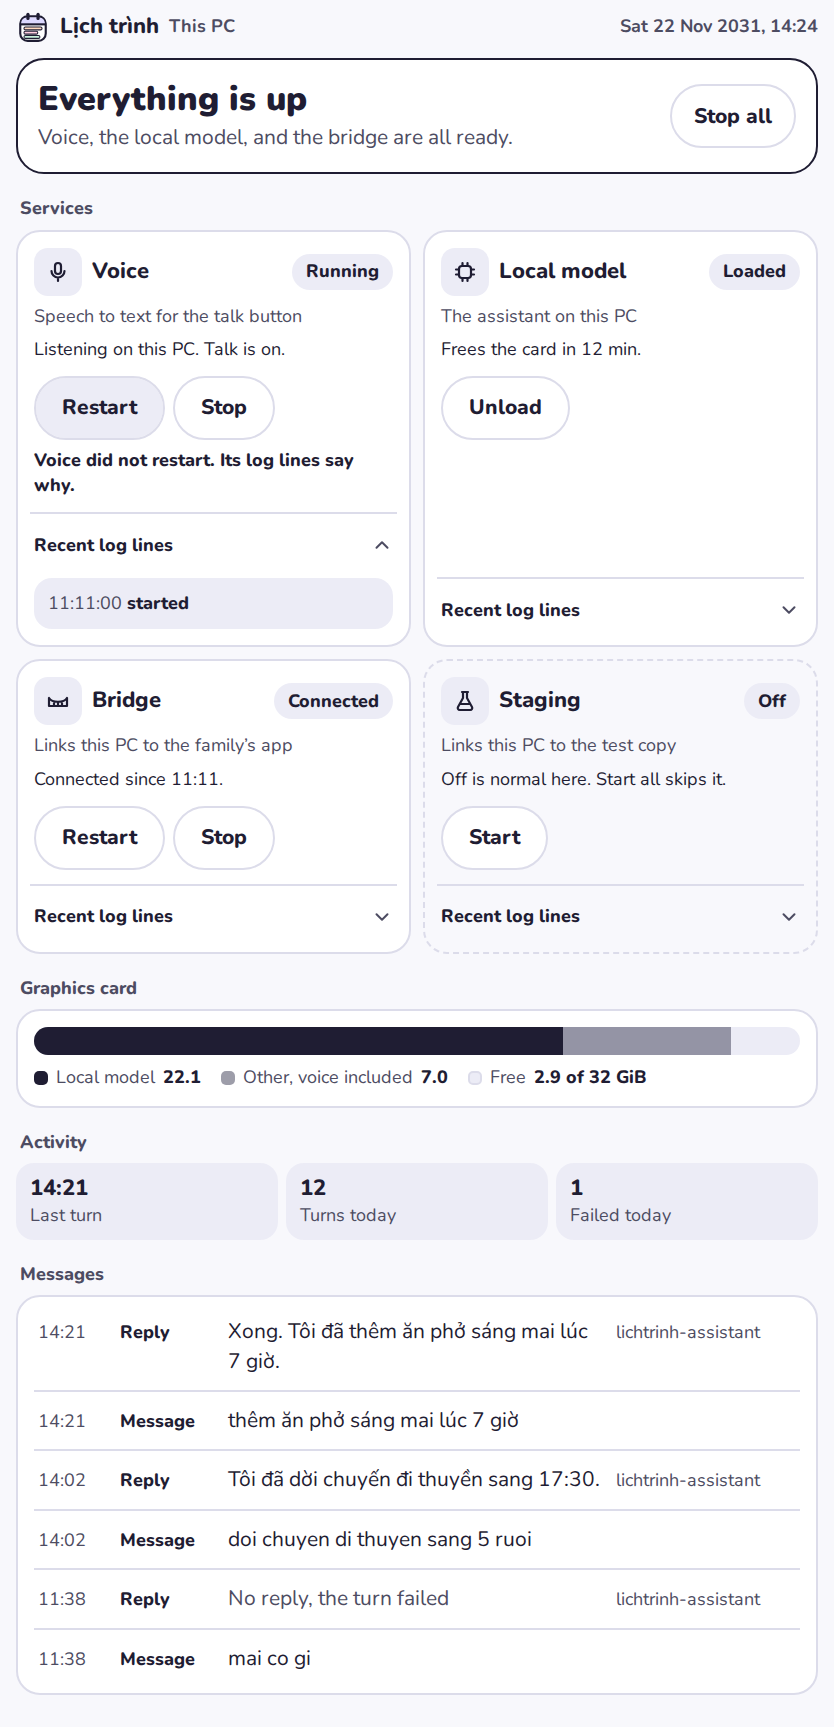 Lịch trình This PC
Sat 22 Nov 2031, 14:24
Everything is up
Voice, the local model, and the bridge are all ready.
Stop all
Services
Voice
Running
Speech to text for the talk button
Listening on this PC. Talk is on.
Restart
Stop
Voice did not restart. Its log lines say
why.
Recent log lines
11:11:00 started
Local model
Loaded
The assistant on this PC
Frees the card in 12 min.
Unload
Recent log lines
Bridge
Connected
Links this PC to the family’s app
Connected since 11:11.
Restart
Stop
Recent log lines
Staging
Off
Links this PC to the test copy
Off is normal here. Start all skips it.
Start
Recent log lines
Graphics card
Local model 22.1
Other, voice included 7.0
Free 2.9 of 32 GiB
Activity
14:21
Last turn
12
Turns today
1
Failed today
Messages
14:21 Reply Xong. Tôi đã thêm ăn phở sáng mai lúc lichtrinh-assistant
7 giờ.
14:21 Message thêm ăn phở sáng mai lúc 7 giờ
14:02 Reply Tôi đã dời chuyến đi thuyền sang 17:30. lichtrinh-assistant
14:02 Message doi chuyen di thuyen sang 5 ruoi
11:38 Reply No reply, the turn failed lichtrinh-assistant
11:38 Message mai co gi